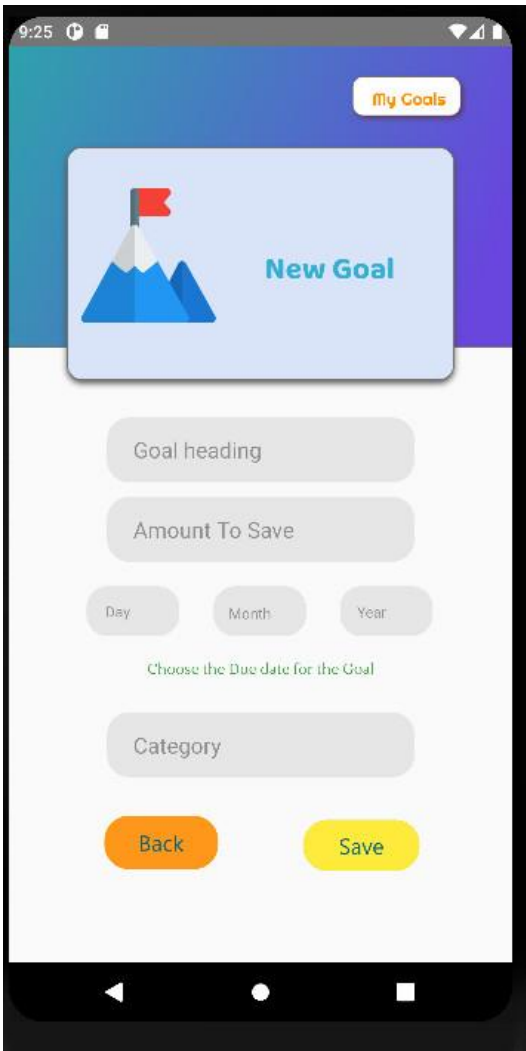 9:25
My Goals
New Goal
Goal heading
Amount To Save
Day Month Year
Choose the Due date for the Goal
Category
Back Save